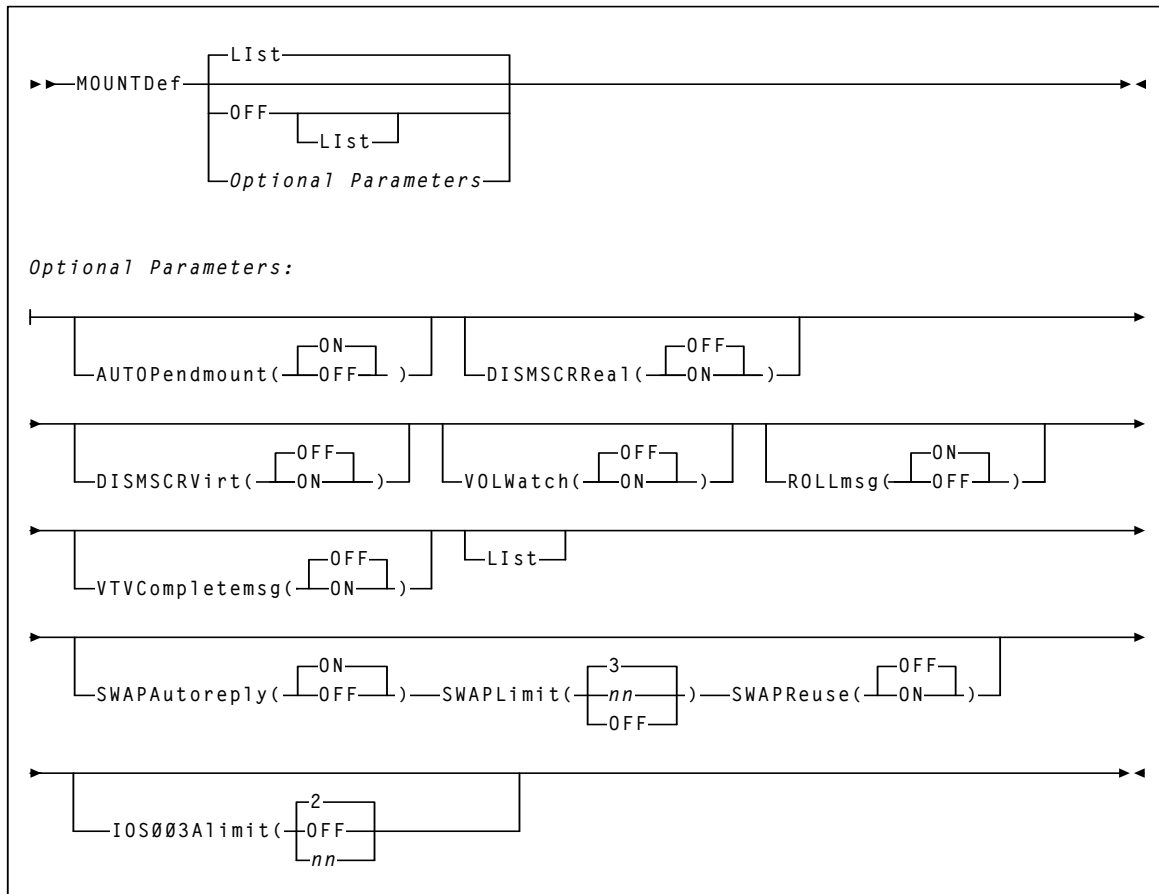 LIst
MOUNTDef
OFF
LIst
Optional Parameters
Optional Parameters:
ON
AUTOPendmount( OFF )
OFF
DISMSCRReal( ON )
OFF
DISMSCRVirt( ON )
OFF
VOLWatch( ON )
ON
ROLLmsg( OFF )
OFF
VTVCompletemsg( ON )
LIst
ON
SWAPAutoreply( OFF )
3
SWAPLimit( nn )
OFF
OFF
SWAPReuse( ON )
2
IOSØØ3Alimit( OFF
nn